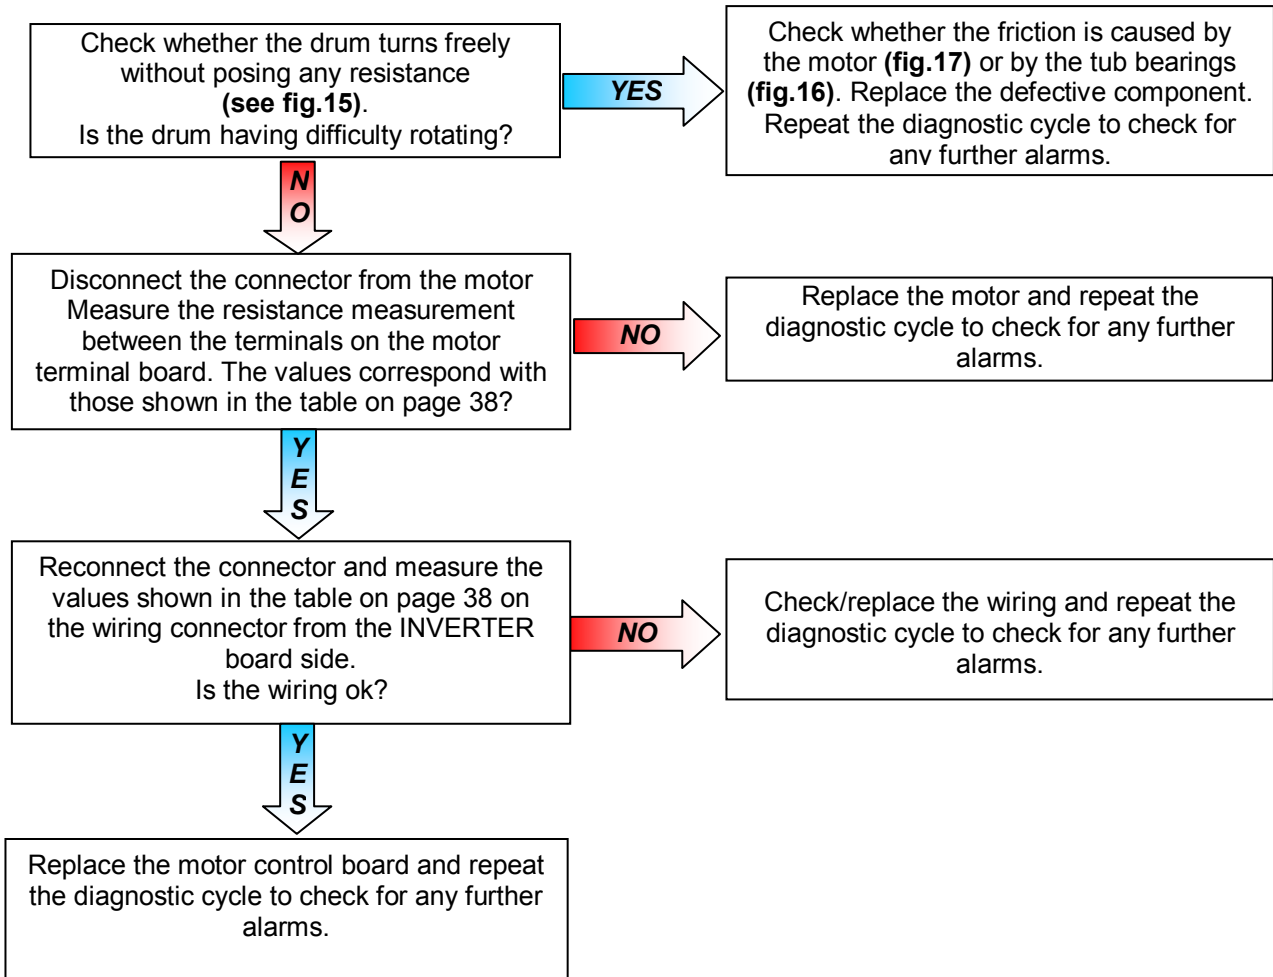 Check whether the drum turns freely
without posing any resistance
(see fig.15).
Is the drum having difficulty rotating?
YES
Check whether the friction is caused by
the motor (fig.17) or by the tub bearings
(fig.16). Replace the defective component.
Repeat the diagnostic cycle to check for
any further alarms.
N
O
Disconnect the connector from the motor
Measure the resistance measurement
between the terminals on the motor
terminal board. The values correspond with
those shown in the table on page 38?
NO
Replace the motor and repeat the
diagnostic cycle to check for any further
alarms.
Y
E
S
Reconnect the connector and measure the
values shown in the table on page 38 on
the wiring connector from the INVERTER
board side.
Is the wiring ok?
NO
Check/replace the wiring and repeat the
diagnostic cycle to check for any further
alarms.
Y
E
S
Replace the motor control board and repeat
the diagnostic cycle to check for any further
alarms.